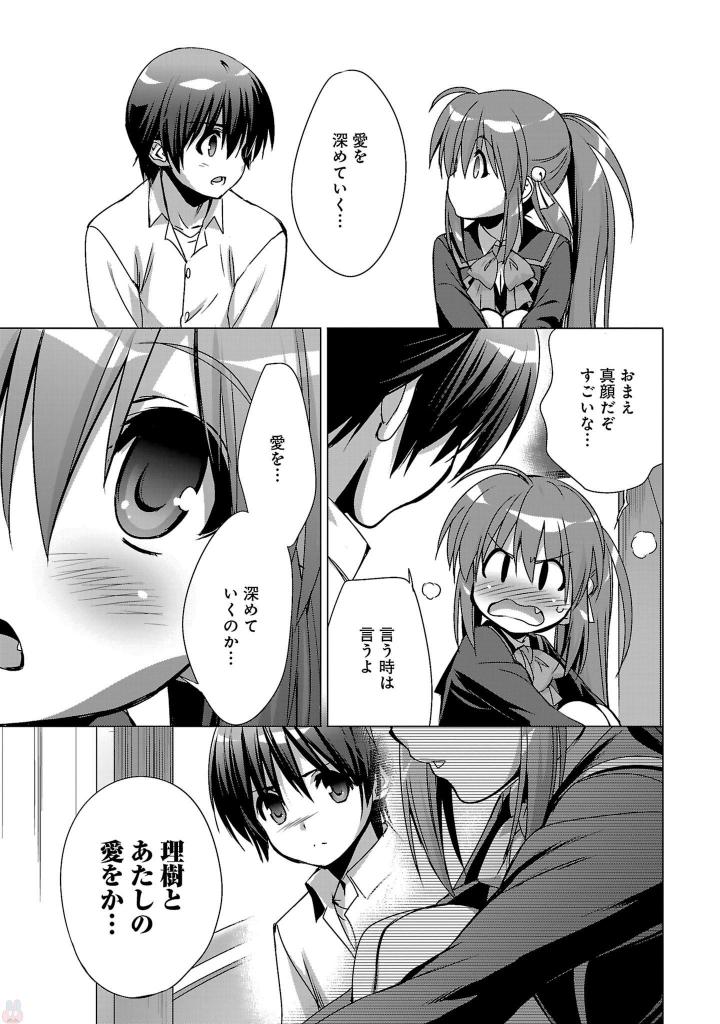 愛を
深めていく…
おまえ
真顔だぞ
すごいな…
言う時は
言うよ
愛を…
深めて
いくのか…
理樹と
あたしの
愛をか…